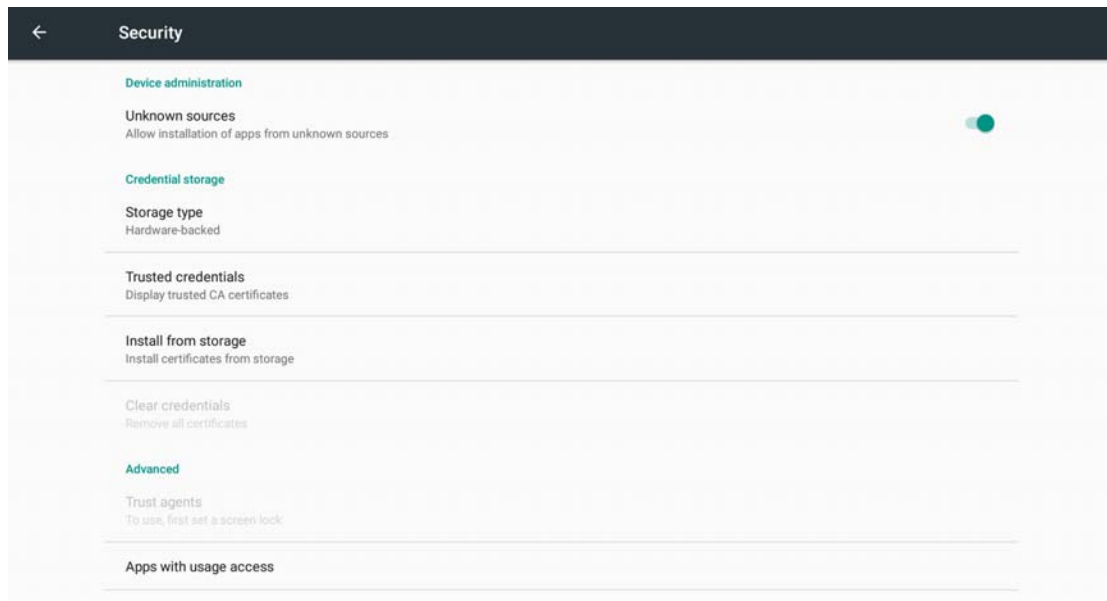 Security
Device administration
Unknown sources
Allow installation of apps from unknown sources
Credential storage
Storage type
Hardware-backed
Trusted credentials
Display trusted CA certificates
Install from storage
Install certificates from storage
Clear credentials
Remove all certificates
Advanced
Trust agents
To use, first set a screen lock
Apps with usage access